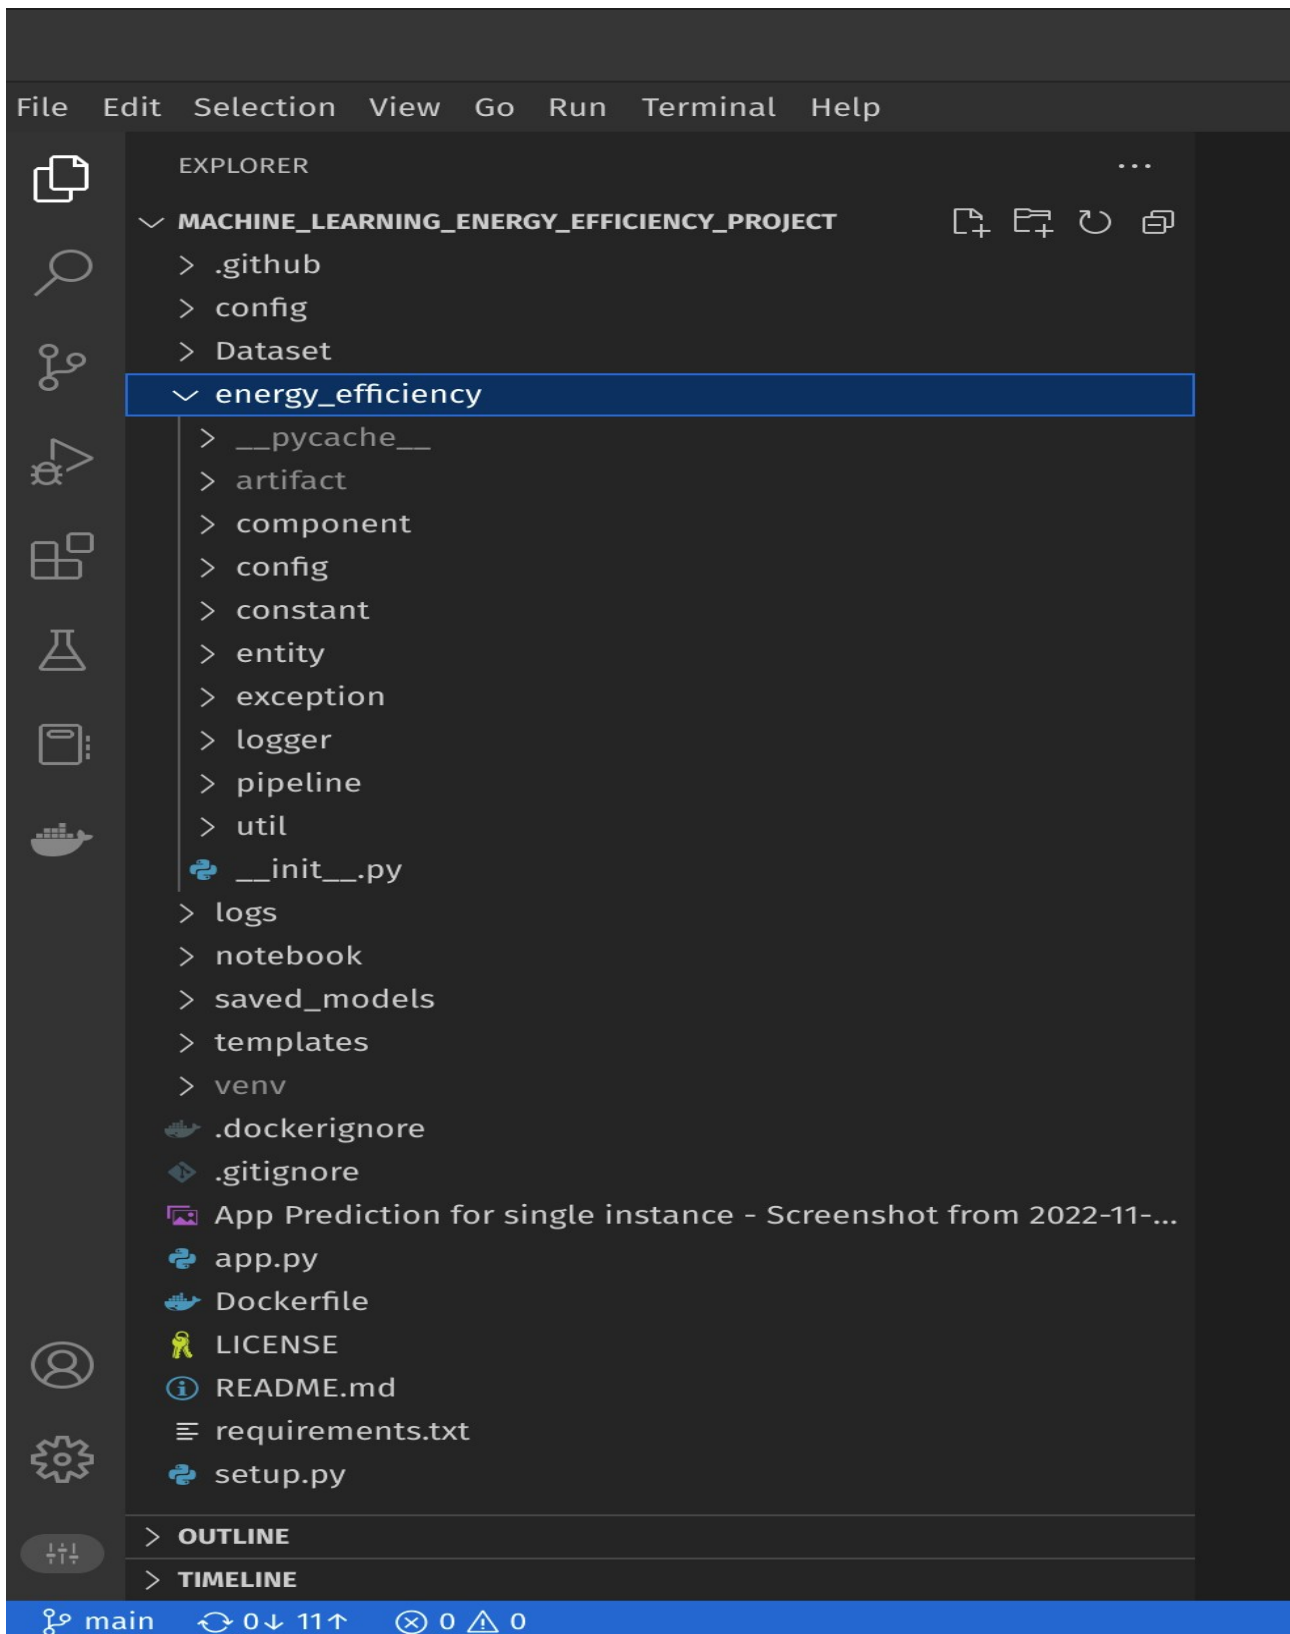 File Edit Selection View Go Run Terminal Help
EXPLORER ...
MACHINE_LEARNING_ENERGY_EFFICIENCY_PROJECT
.github
config
Dataset
energy_efficiency
__pycache__
artifact
component
config
constant
entity
exception
logger
pipeline
util
__init__.py
logs
notebook
saved_models
templates
venv
.dockerignore
.gitignore
App Prediction for single instance - Screenshot from 2022-11-...
app.py
Dockerfile
LICENSE
README.md
requirements.txt
setup.py
OUTLINE
TIMELINE
main 0↓ 11↑ 0 0